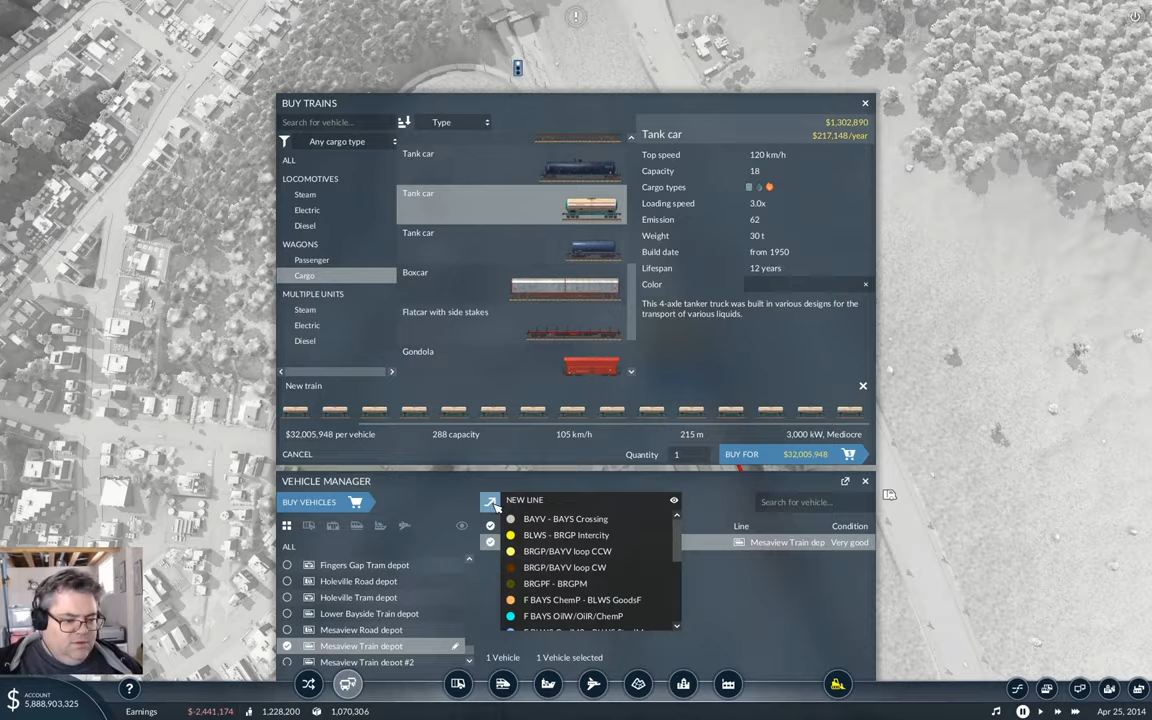 BUY TRAINS
Search for vehicle...
Type
Any cargo type
ALL
LOCOMOTIVES
Steam
Electric
Diesel
WAGONS
Passenger
Cargo
MULTIPLE UNITS
Steam
Electric
Diesel
Tank car
Tank car
Tank car
Boxcar
Flatcar with side stakes
Gondola
Tank car
$1,302,890
$217,148/year
Top speed 120 km/h
Capacity 18
Cargo types
Loading speed 3.0x
Emission 62
Weight 30 t
Build date from 1950
Lifespan 12 years
Color
This 4-axle tanker truck was built in various designs for the
transport of various liquids.
New train
$32,005,948 per vehicle 288 capacity 105 km/h 215 m 3,000 kW, Mediocre
CANCEL Quantity 1 BUY FOR $32,005,948
VEHICLE MANAGER
BUY VEHICLES
Search for vehicle...
NEW LINE
BAYV - BAYS Crossing
BLWS - BRGP Intercity
BRGP/BAYV loop CCW
BRGP/BAYV loop CW
BRGPF - BRGPM
F BAYS ChemP - BLWS GoodsF
F BAYS OilW/OilR/ChemP
Line Condition
Mesaview Train dep Very good
ALL
Fingers Gap Tram depot
Holeville Road depot
Holeville Tram depot
Lower Bayside Train depot
Mesaview Road depot
Mesaview Train depot
Mesaview Train depot #2
1 Vehicle 1 Vehicle selected
$ ACCOUNT
5,888,903,325
?
Earnings $-2,441,174 1,228,200 1,070,306
Apr 25, 2014